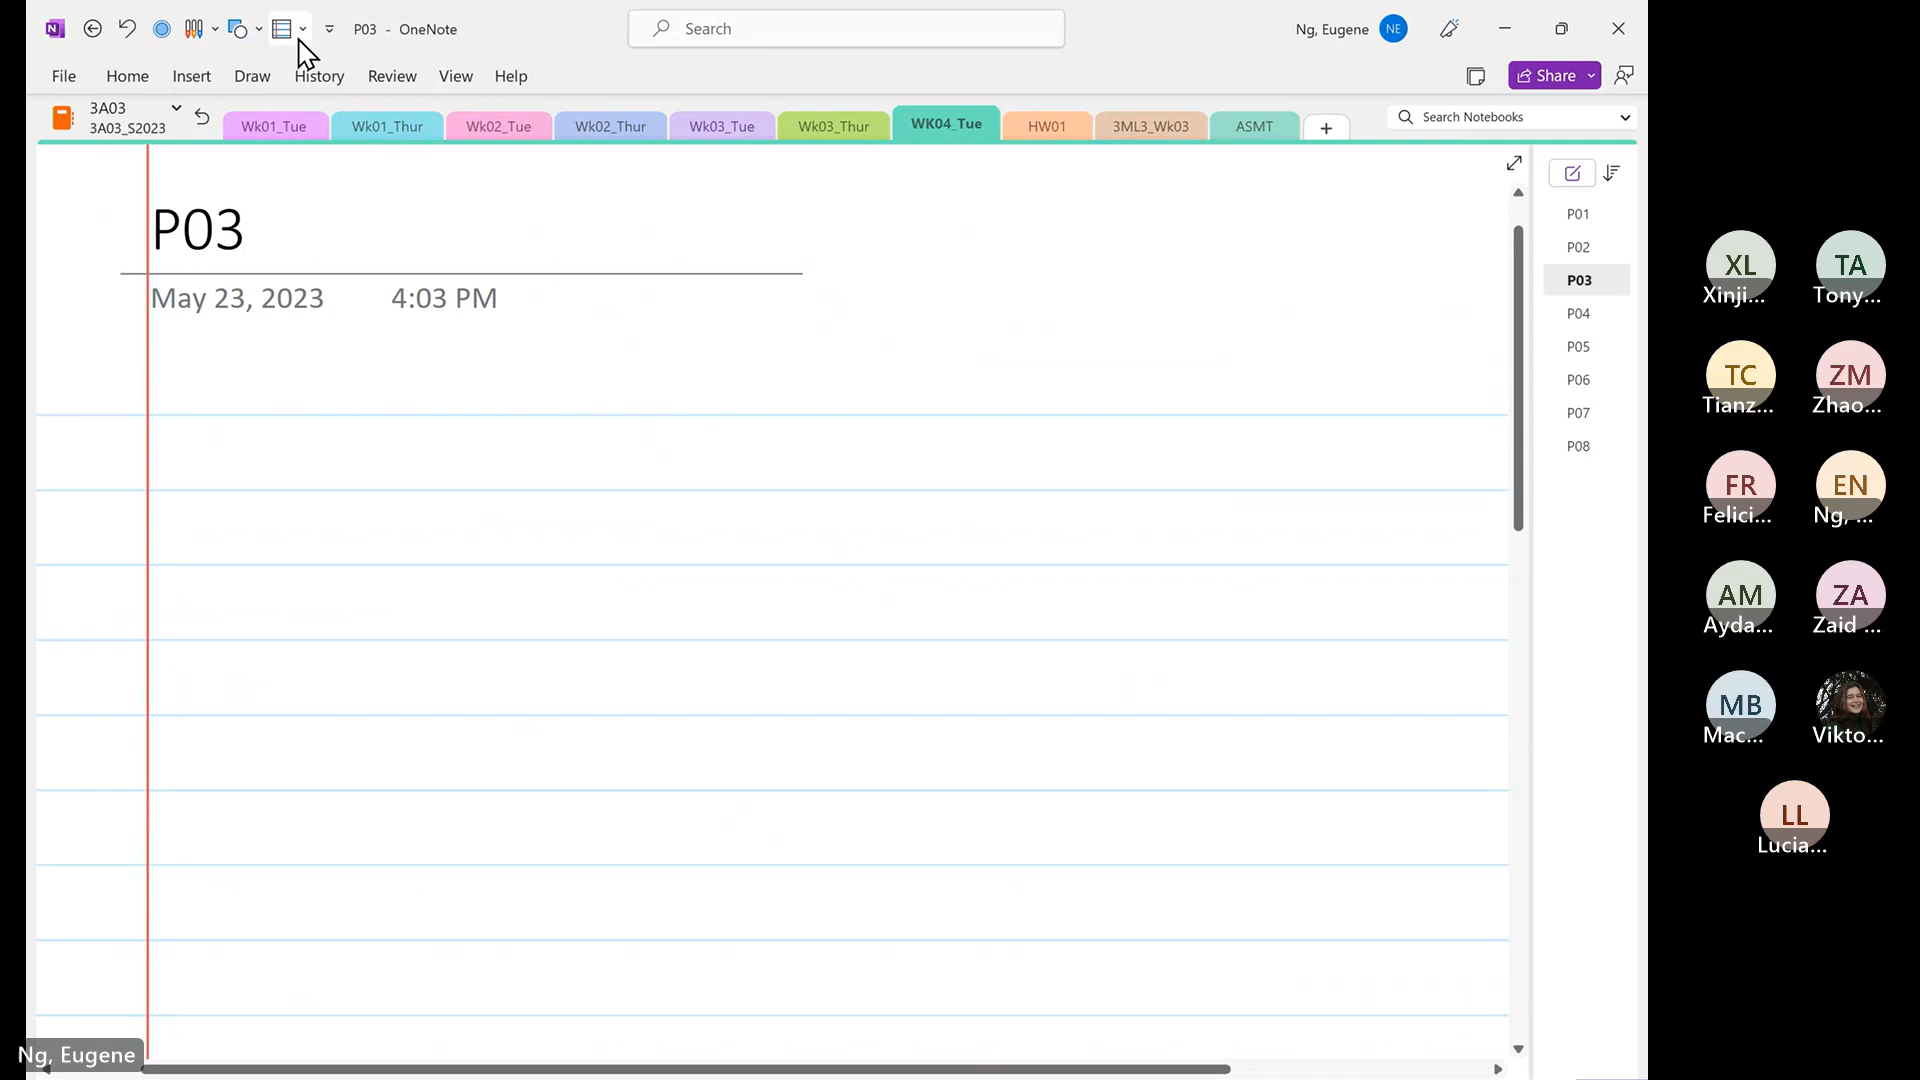 P03 - OneNote
Search
Ng, Eugene
NE
File
Home
Insert
Draw
History
Review
View
Help
Share
3A03
3A03_S2023
Wk01_Tue
Wk01_Thur
Wk02_Tue
Wk02_Thur
Wk03_Tue
Wk03_Thur
WK04_Tue
HW01
3ML3_Wk03
ASMT
Search Notebooks
P03
May 23, 2023 4:03 PM
P01
P02
P03
P04
P05
P06
P07
P08
XL
Xinji...
TA
Tony...
TC
Tianz...
ZM
Zhao...
FR
Felici...
EN
Ng, ...
AM
Ayda...
ZA
Zaid ...
MB
Mac...
Vikto...
LL
Lucia...
Ng, Eugene